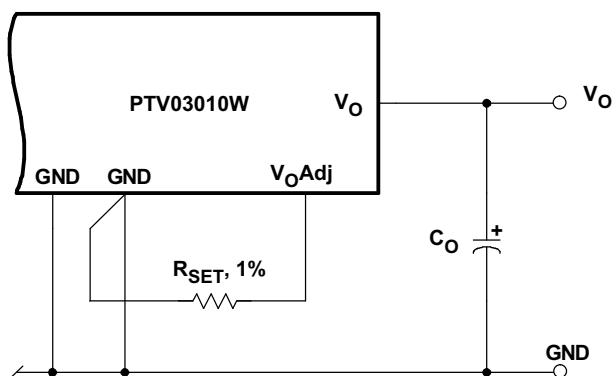 PTV03010W
VO
VO
GND
GND
VOAdj
RSET, 1%
CO
+
GND